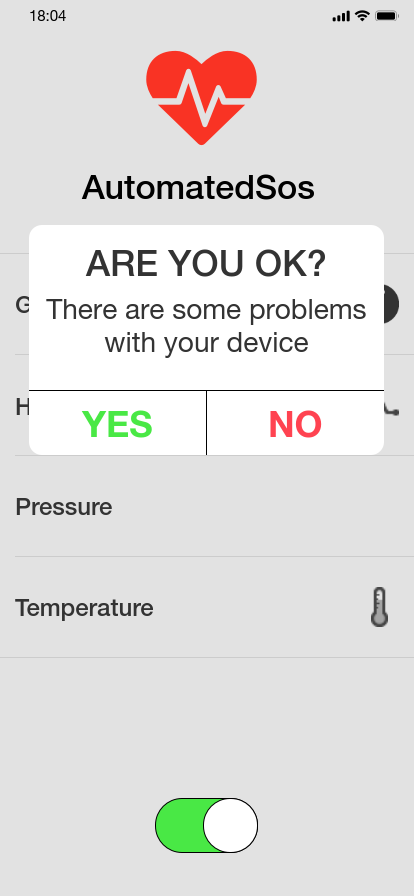 18:04
AutomatedSos
ARE YOU OK?
There are some problems
with your device
YES
NO
Pressure
Temperature